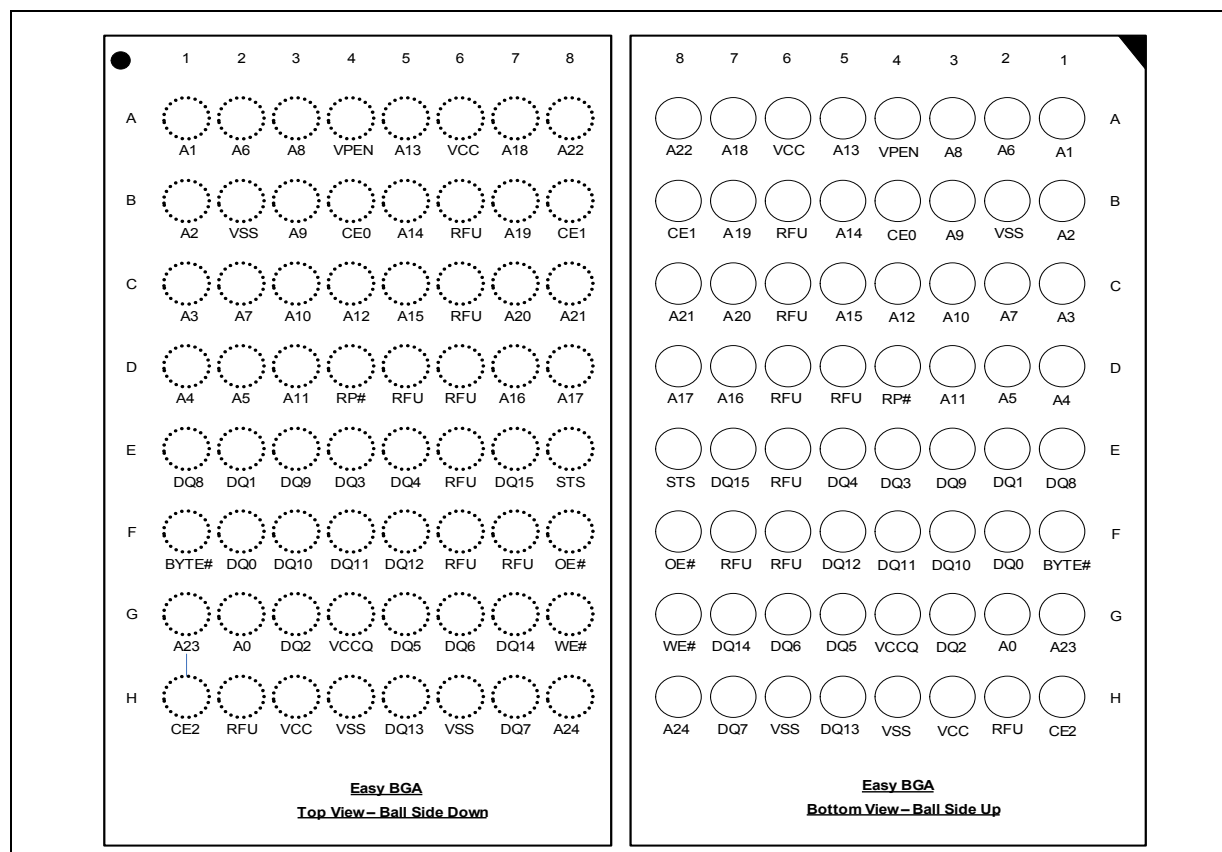 1 2 3 4 5 6 7 8
A
A1 A6 A8 VPEN A13 VCC A18 A22
B
A2 VSS A9 CE0 A14 RFU A19 CE1
C
A3 A7 A10 A12 A15 RFU A20 A21
D
A4 A5 A11 RP# RFU RFU A16 A17
E
DQ8 DQ1 DQ9 DQ3 DQ4 RFU DQ15 STS
F
BYTE# DQ0 DQ10 DQ11 DQ12 RFU RFU OE#
G
A23 A0 DQ2 VCCQ DQ5 DQ6 DQ14 WE#
H
CE2 RFU VCC VSS DQ13 VSS DQ7 A24
Easy BGA
Top View – Ball Side Down
8 7 6 5 4 3 2 1
A
A22 A18 VCC A13 VPEN A8 A6 A1
B
CE1 A19 RFU A14 CE0 A9 VSS A2
C
A21 A20 RFU A15 A12 A10 A7 A3
D
A17 A16 RFU RFU RP# A11 A5 A4
E
STS DQ15 RFU DQ4 DQ3 DQ9 DQ1 DQ8
F
OE# RFU RFU DQ12 DQ11 DQ10 DQ0 BYTE#
G
WE# DQ14 DQ6 DQ5 VCCQ DQ2 A0 A23
H
A24 DQ7 VSS DQ13 VSS VCC RFU CE2
Easy BGA
Bottom View – Ball Side Up